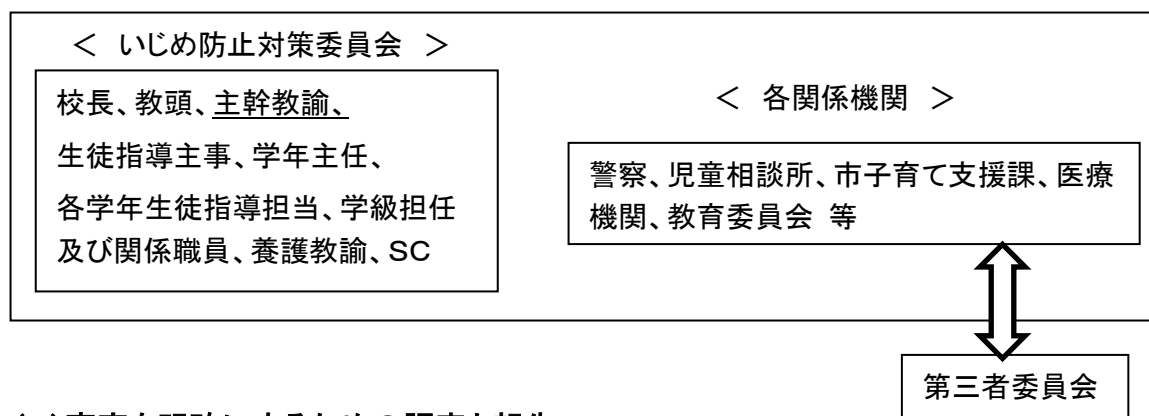 ＜ いじめ防止対策委員会 ＞
校長、教頭、主幹教諭、
生徒指導主事、学年主任、
各学年生徒指導担当、学級担任
及び関係職員、養護教諭、SC
＜ 各関係機関 ＞
警察、児童相談所、市子育て支援課、医療
機関、教育委員会 等
第三者委員会